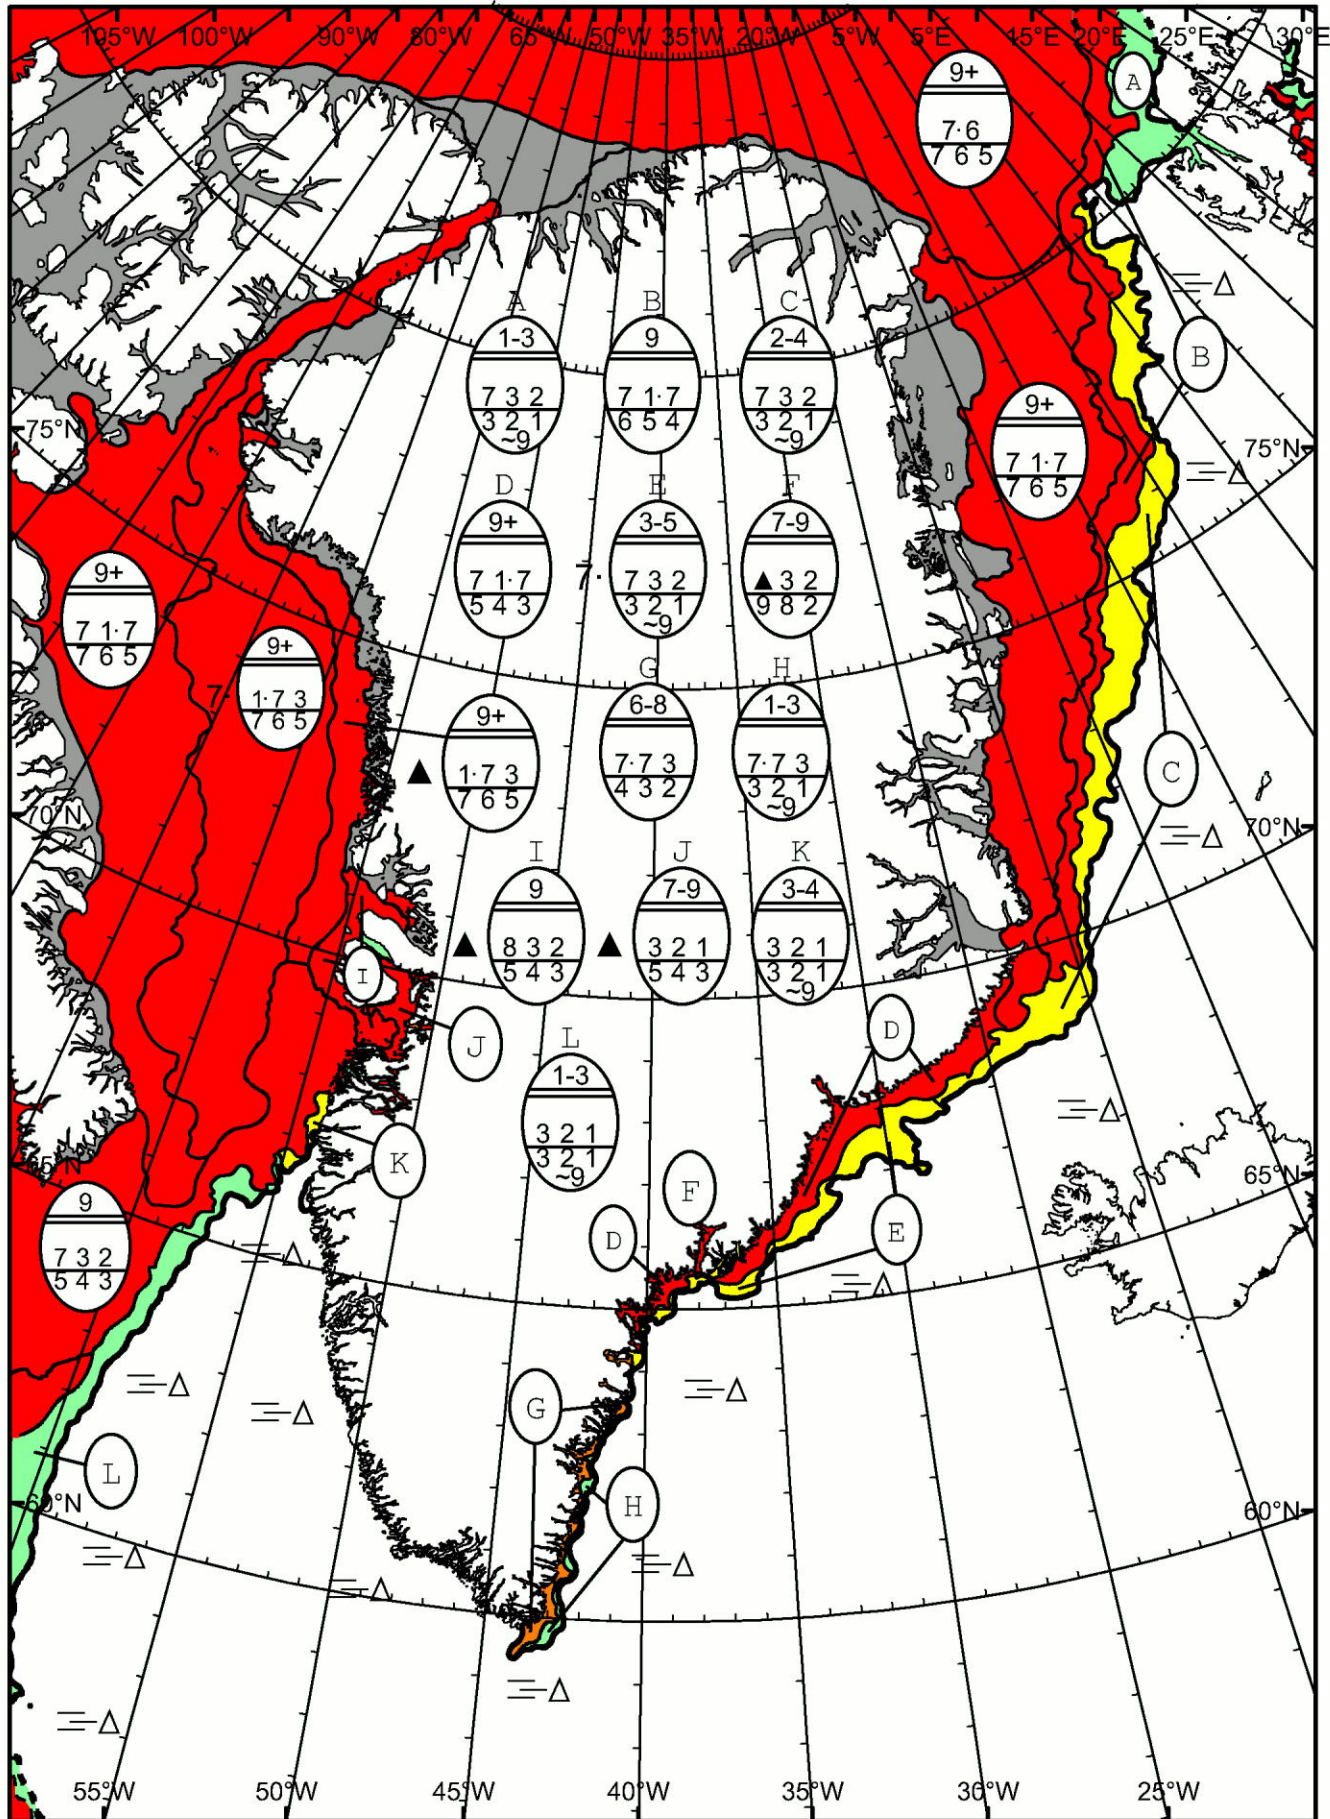 105°W 100°W 90°W 80°W 65°W 50°W 35°W 20°W 5°W 5°E 15°E 20°E 25°E 30°E
9+
7·6
7 6 5
A
B
A B C
1-3 9 2-4
7 3 2 7 1·7 7 3 2
3 2 1 6 5 4 3 2 1
~9 ~9
75°N 75°N
9+
7 1·7
7 6 5
D E F
9+ 3-5 7-9
7 1·7 7· 7 3 2 ▲ 3 2
5 4 3 3 2 1 9 8 2
~9
9+
7 1·7
7 6 5
9+
7· 1·7 3
7 6 5
G H
9+ 6-8 1-3
▲ 1·7 3 7·7 3 7·7 3
7 6 5 4 3 2 3 2 1
~9
C
70°N 70°N
I J K
9 7-9 3-4
▲ 8 3 2 ▲ 3 2 1 3 2 1
5 4 3 5 4 3 3 2 1
~9
I
J
D
L
1-3
3 2 1
3 2 1
~9
K
65°N 65°N
F
D
E
9
7 3 2
5 4 3
G
L
H
60°N 60°N
55°W 50°W 45°W 40°W 35°W 30°W 25°W